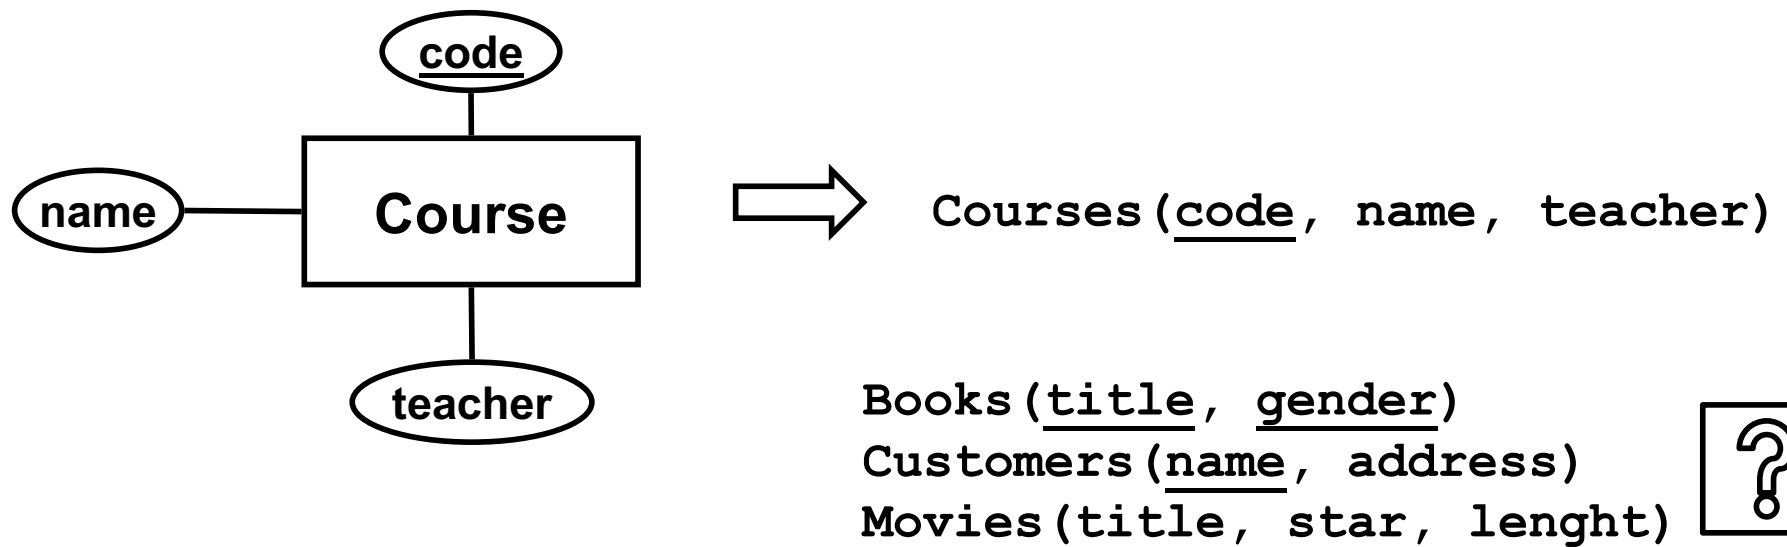 code
name
Course
teacher
Courses(code, name, teacher)
Books(title, gender)
Customers(name, address)
Movies(title, star, lenght)
?